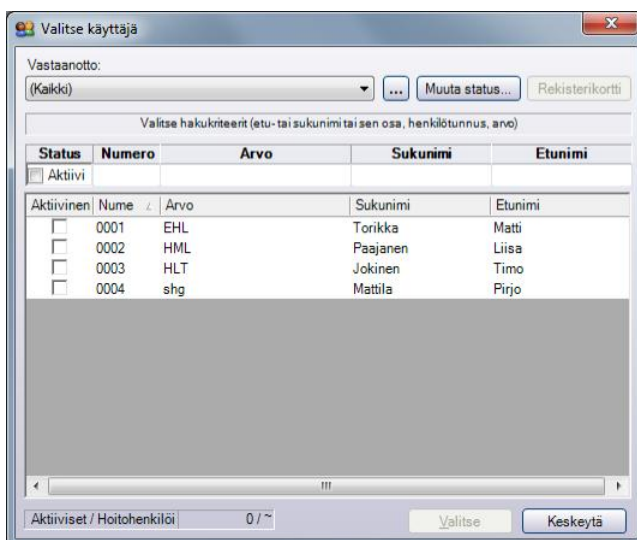 Valitse käyttäjä
Vastaanotto:
(Kaikki) ... Muuta status... Rekisterikortti
Valitse hakukriteerit (etu- tai sukunimi tai sen osa, henkilötunnus, arvo)
Status Numero Arvo Sukunimi Etunimi
Aktiivi
Aktiivinen Nume Arvo Sukunimi Etunimi
0001 EHL Torikka Matti
0002 HML Paajanen Liisa
0003 HLT Jokinen Timo
0004 shg Mattila Pirjo
Aktiiviset / Hoitohenkilöi 0 / ~ Valitse Keskeytä